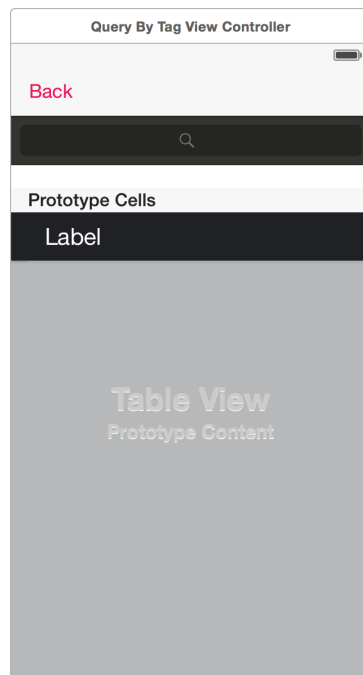 Query By Tag View Controller
Back
Prototype Cells
Label
Table View
Prototype Content